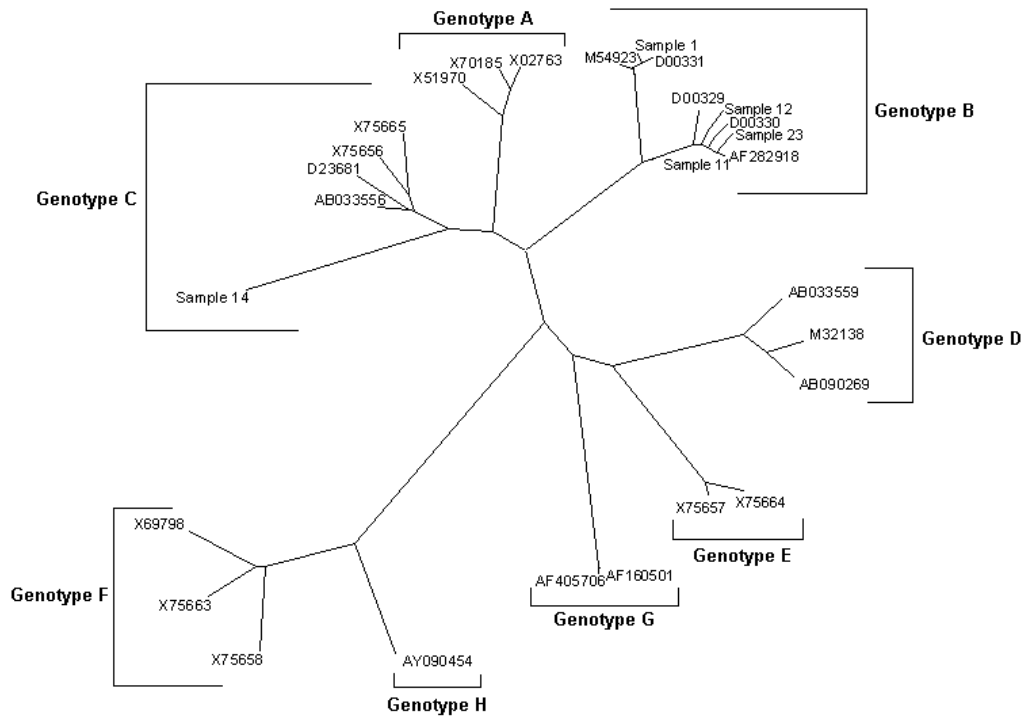 Genotype A
X70185
X02763
X51970
Sample 1
M54923
D00331
D00329
Sample 12
D00330
Sample 23
AF282918
Sample 11
Genotype B
X75665
X75656
D23681
AB033556
Genotype C
Sample 14
AB033559
M32138
AB090269
Genotype D
X75657
X75664
Genotype E
AF405706
AF160501
Genotype G
X69798
X75663
X75658
Genotype F
AY090454
Genotype H